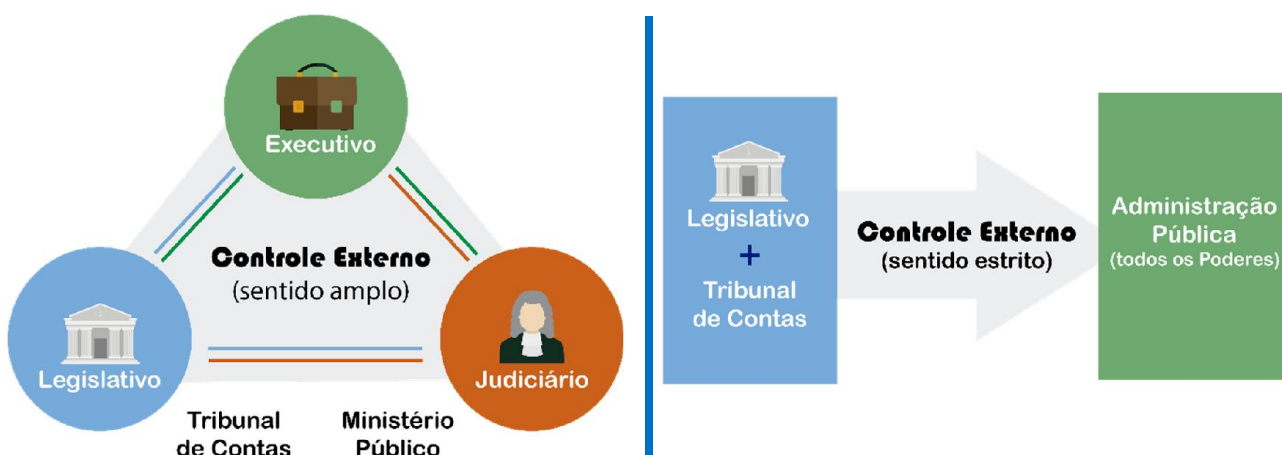 Executivo
Controle Externo
(sentido amplo)
Legislativo
Judiciário
Tribunal
de Contas
Ministério
Público
Legislativo
+
Tribunal
de Contas
Controle Externo
(sentido estrito)
Administração
Pública
(todos os Poderes)